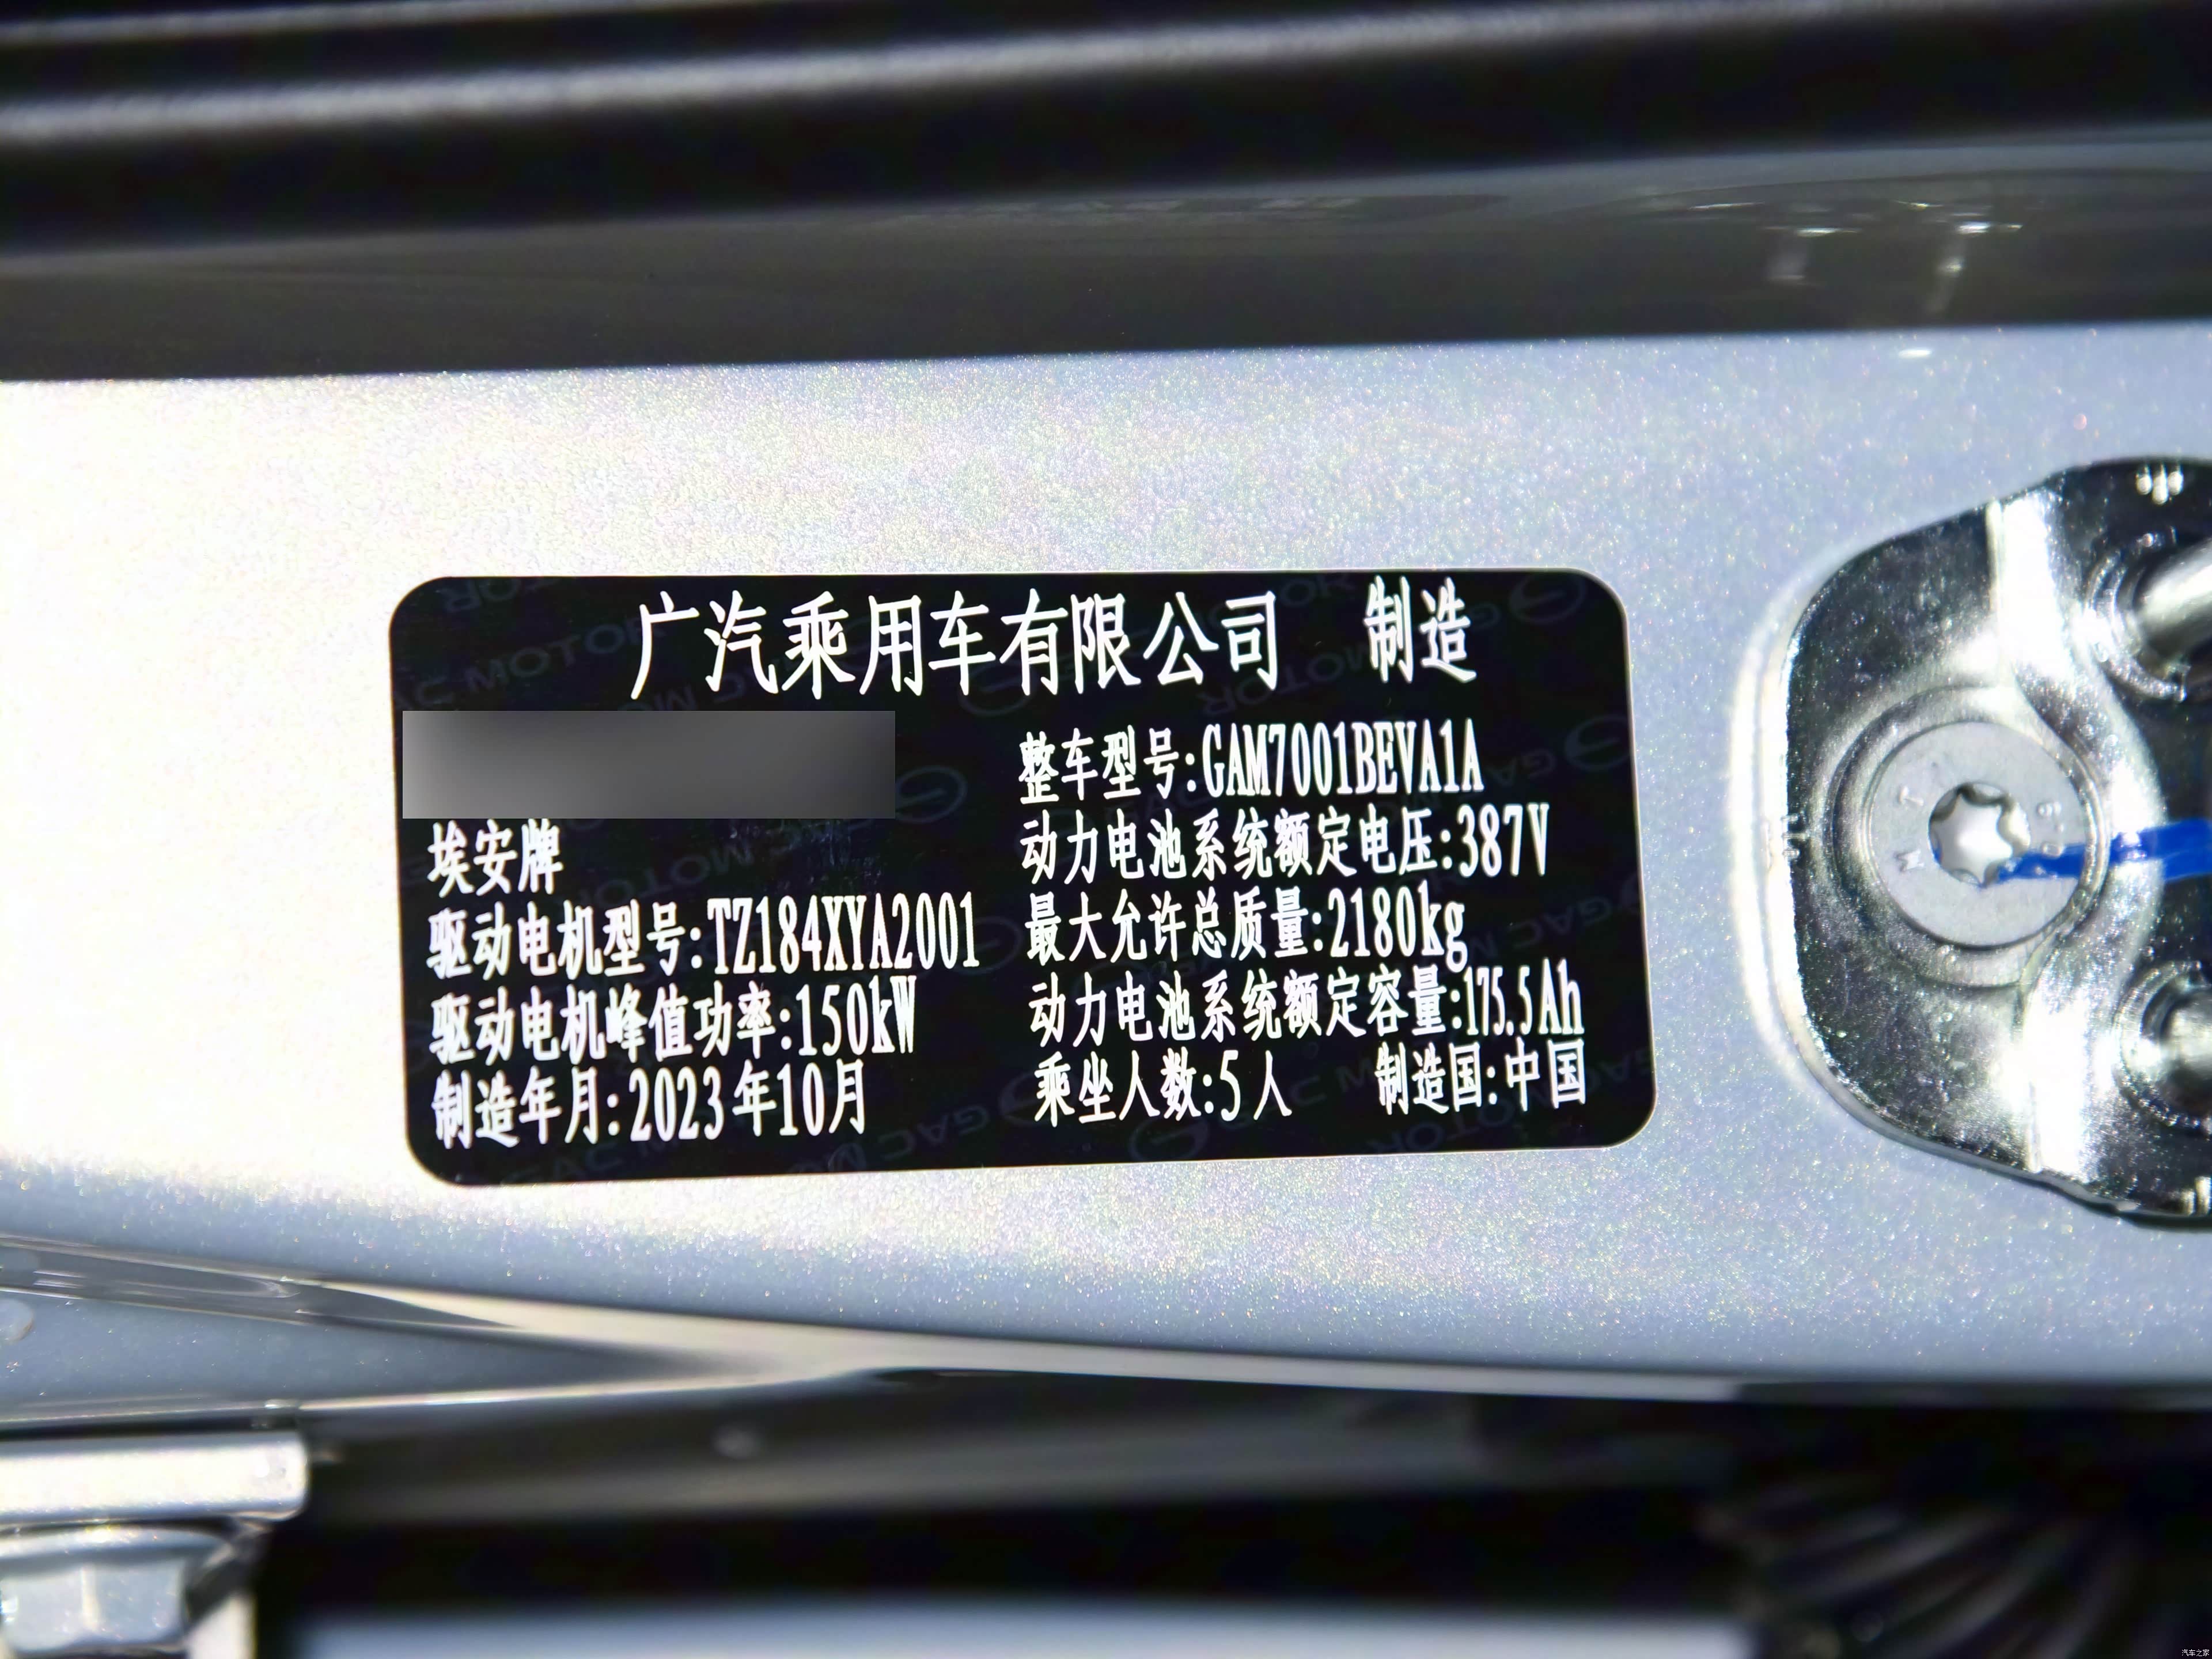 广汽乘用车有限公司 制造
整车型号:GAM7001BEVA1A
埃安牌
动力电池系统额定电压:387V
驱动电机型号:TZ184XYA2001
最大允许总质量:2180kg
驱动电机峰值功率:150kW
动力电池系统额定容量:175.5Ah
制造年月:2023年10月
乘坐人数:5人 制造国:中国
汽车之家